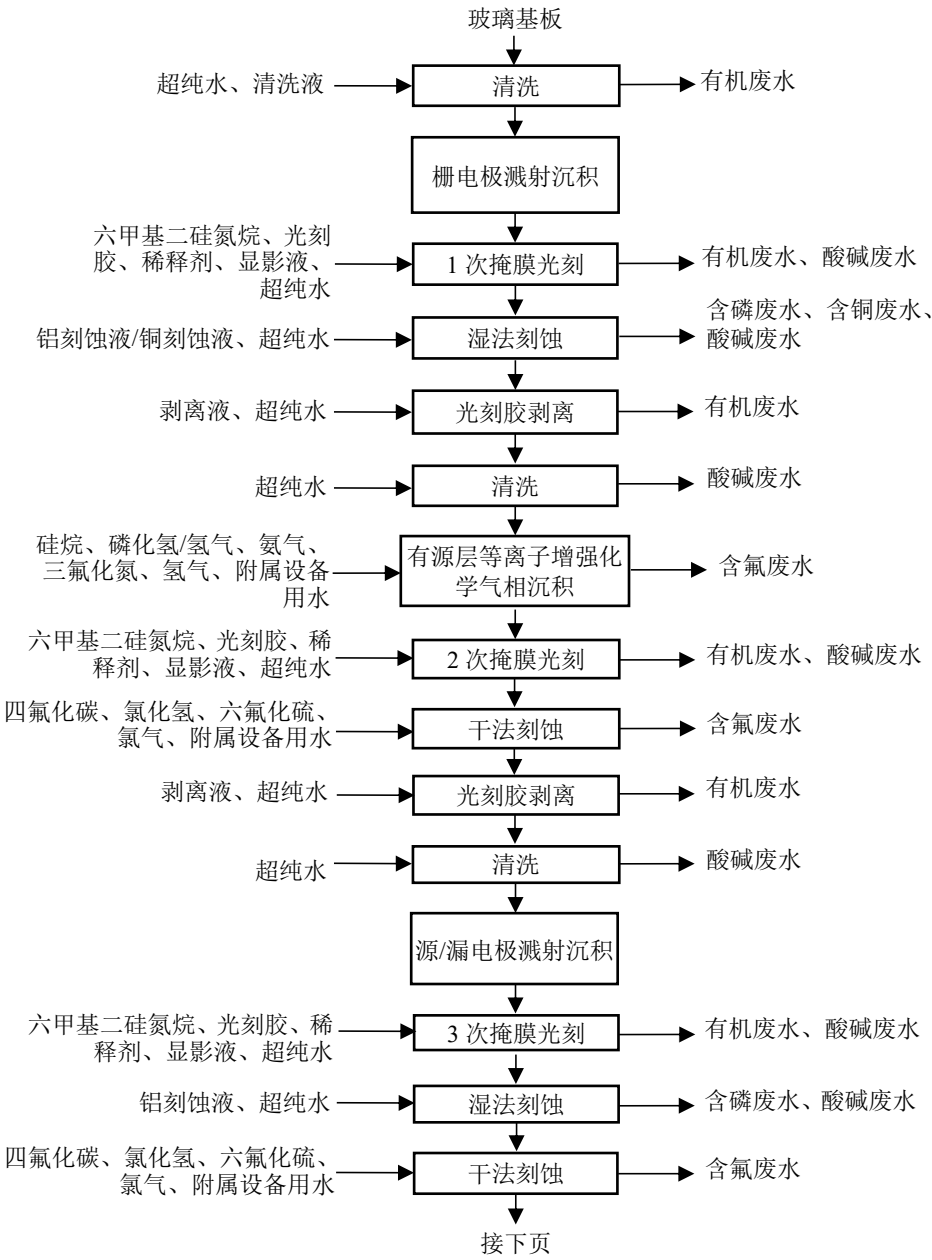 玻璃基板
超纯水、清洗液
清洗
有机废水
栅电极溅射沉积
六甲基二硅氮烷、光刻
胶、稀释剂、显影液、
超纯水
1 次掩膜光刻
有机废水、酸碱废水
铝刻蚀液/铜刻蚀液、超纯水
湿法刻蚀
含磷废水、含铜废水、
酸碱废水
剥离液、超纯水
光刻胶剥离
有机废水
超纯水
清洗
酸碱废水
硅烷、磷化氢/氢气、氨气、
三氟化氮、氢气、附属设备
用水
有源层等离子增强化
学气相沉积
含氟废水
六甲基二硅氮烷、光刻胶、稀
释剂、显影液、超纯水
2 次掩膜光刻
有机废水、酸碱废水
四氟化碳、氯化氢、六氟化硫、
氯气、附属设备用水
干法刻蚀
含氟废水
剥离液、超纯水
光刻胶剥离
有机废水
超纯水
清洗
酸碱废水
源/漏电极溅射沉积
六甲基二硅氮烷、光刻胶、稀
释剂、显影液、超纯水
3 次掩膜光刻
有机废水、酸碱废水
铝刻蚀液、超纯水
湿法刻蚀
含磷废水、酸碱废水
四氟化碳、氯化氢、六氟化硫、
氯气、附属设备用水
干法刻蚀
含氟废水
接下页